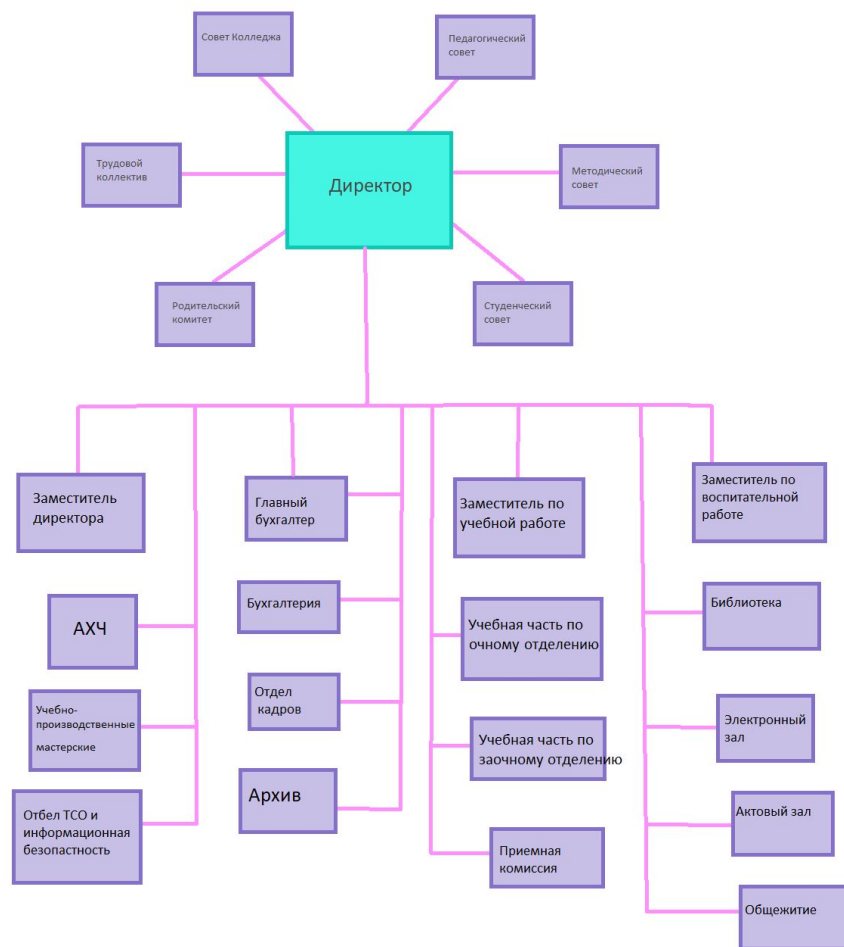 Совет Колледжа
Педагогический
совет
Трудовой
коллектив
Директор
Методический
совет
Родительский
комитет
Студенческий
совет
Заместитель
директора
Главный
бухгалтер
Заместитель по
учебной работе
Заместитель по
воспитательной
работе
АХЧ
Бухгалтерия
Учебная часть по
очному отделению
Библиотека
Учебно-
производственные
мастерские
Отдел
кадров
Учебная часть по
заочному отделению
Электронный
зал
Отбел ТСО и
информационная
безопастность
Архив
Приемная
комиссия
Актовый зал
Общежитие